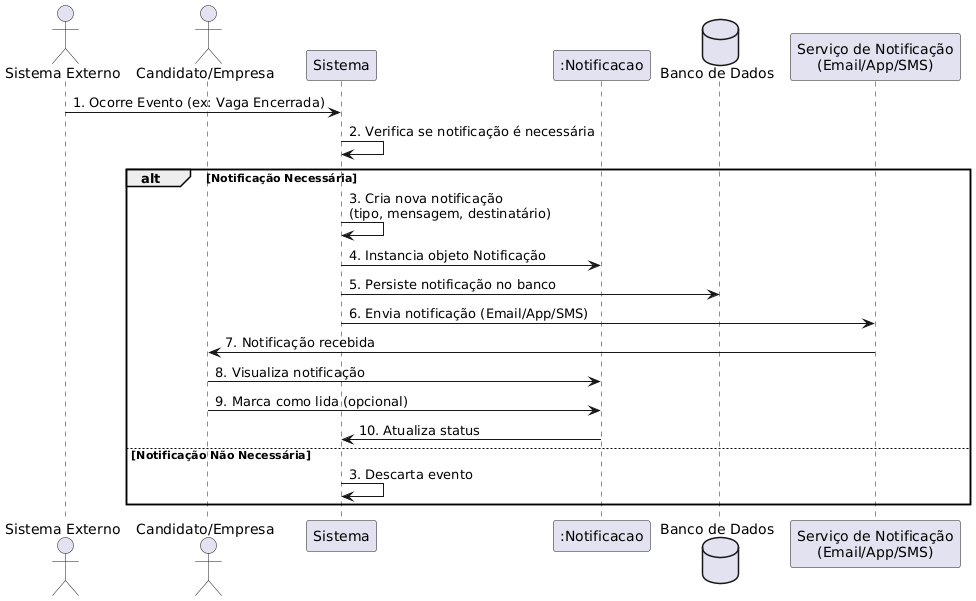 Sistema Externo
Candidato/Empresa
Sistema
:Notificacao
Banco de Dados
Serviço de Notificação
(Email/App/SMS)
1. Ocorre Evento (ex: Vaga Encerrada)
2. Verifica se notificação é necessária
alt
[Notificação Necessária]
3. Cria nova notificação
(tipo, mensagem, destinatário)
4. Instancia objeto Notificação
5. Persiste notificação no banco
6. Envia notificação (Email/App/SMS)
7. Notificação recebida
8. Visualiza notificação
9. Marca como lida (opcional)
10. Atualiza status
[Notificação Não Necessária]
3. Descarta evento
Sistema Externo
Candidato/Empresa
Sistema
:Notificacao
Banco de Dados
Serviço de Notificação
(Email/App/SMS)